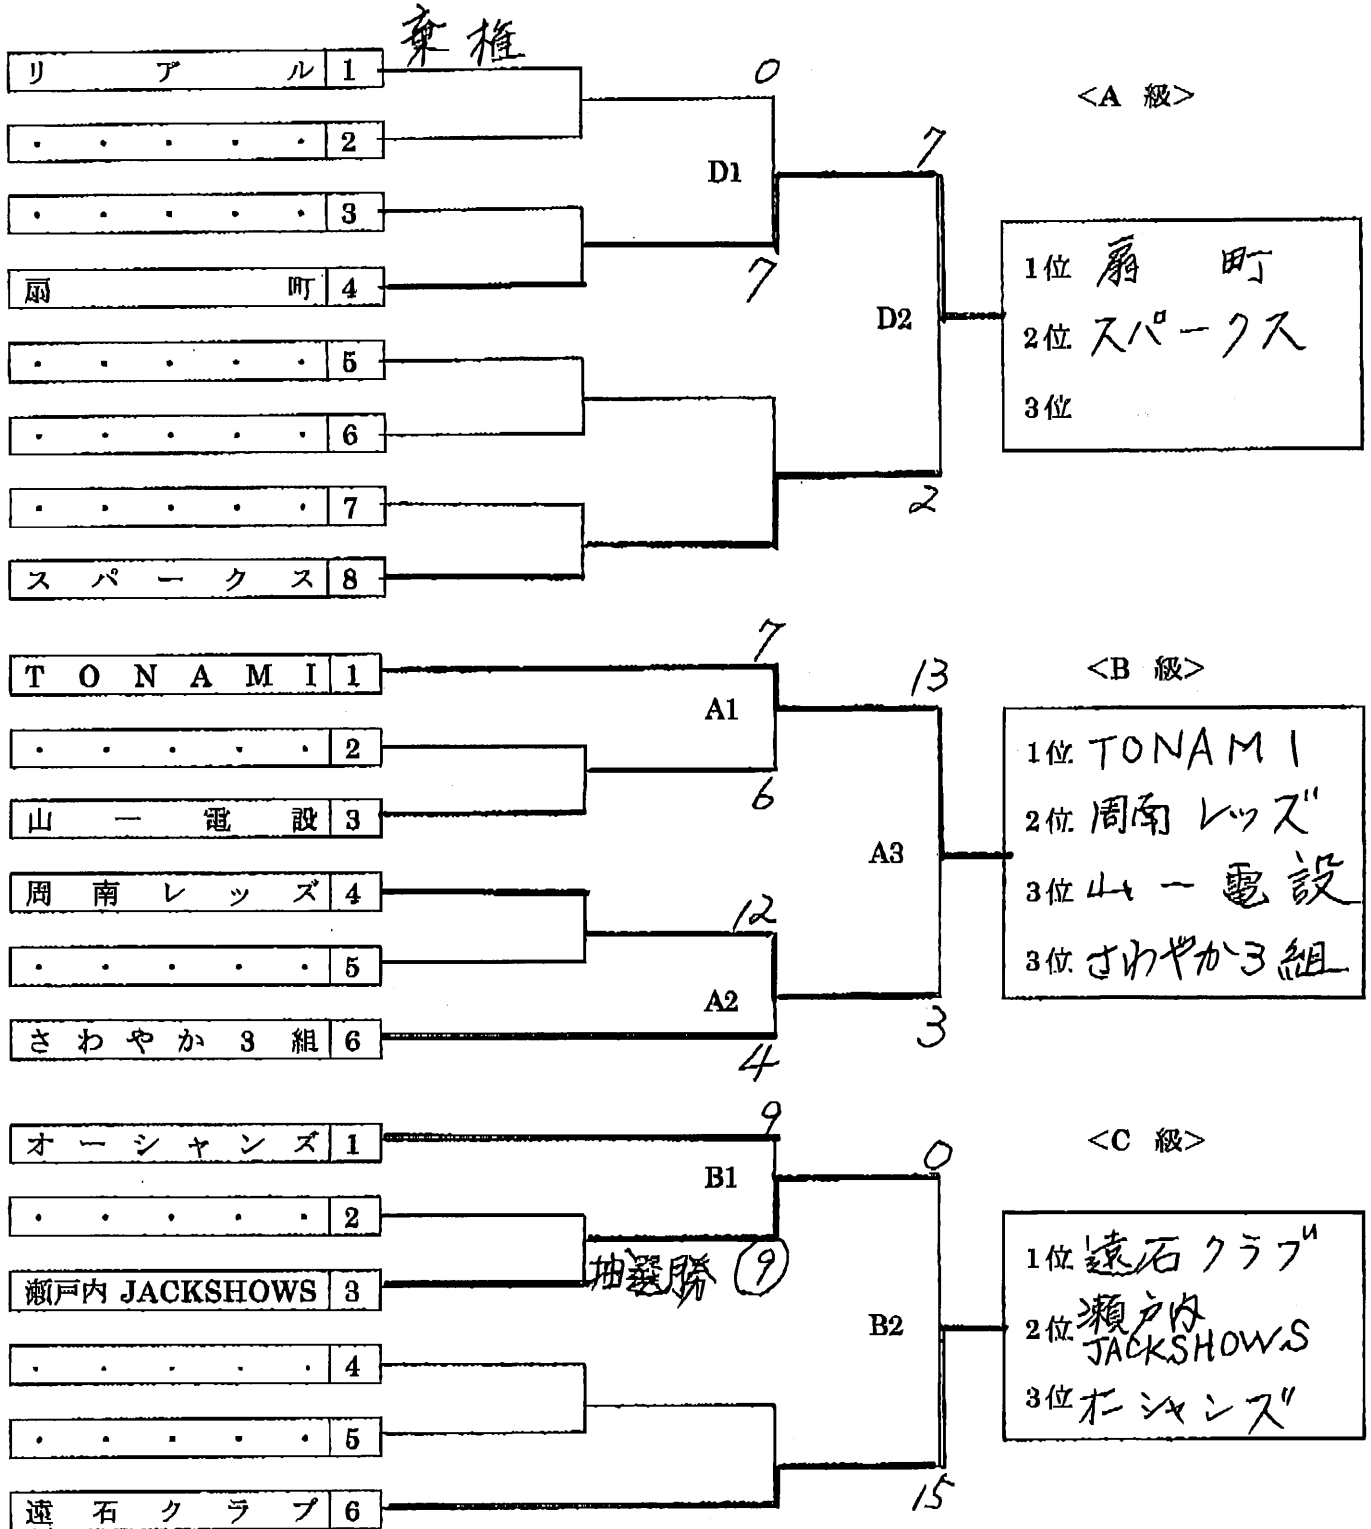 棄権
リアル 1
0
<A 級>
・・・・・ 2
7
D1
・・・・・ 3
7
扇町 4
1位 扇町
D2
2位 スパークス
・・・・・ 5
3位
・・・・・ 6
2
・・・・・ 7
スパークス 8
7
TONAMI 1
13
<B 級>
A1
・・・・・ 2
1位 TONAMI
6
山一電設 3
2位 周南レッズ
A3
周南レッズ 4
3位 山一電設
12
・・・・・ 5
3位 さわやか3組
A2
さわやか3組 6
3
4
9
オーシャンズ 1
0
<C 級>
B1
・・・・・ 2
1位 遠石クラブ
瀬戸内 JACKSHOWS 3
抽選勝 ⑨
B2
2位 瀬戸内
JACKSHOWS
・・・・・ 4
3位 オーシャンズ
・・・・・ 5
15
遠石クラブ 6